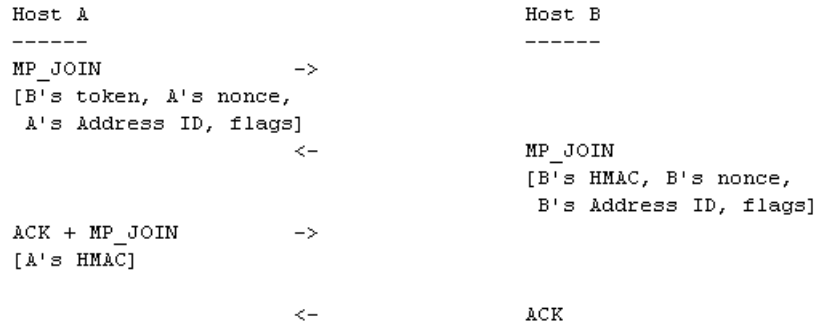 Host A                                  Host B
------                                  ------
MP_JOIN               ->
[B's token, A's nonce,
 A's Address ID, flags]
                      <-                MP_JOIN
                                        [B's HMAC, B's nonce,
                                         B's Address ID, flags]
ACK + MP_JOIN         ->
[A's HMAC]
                      <-                ACK